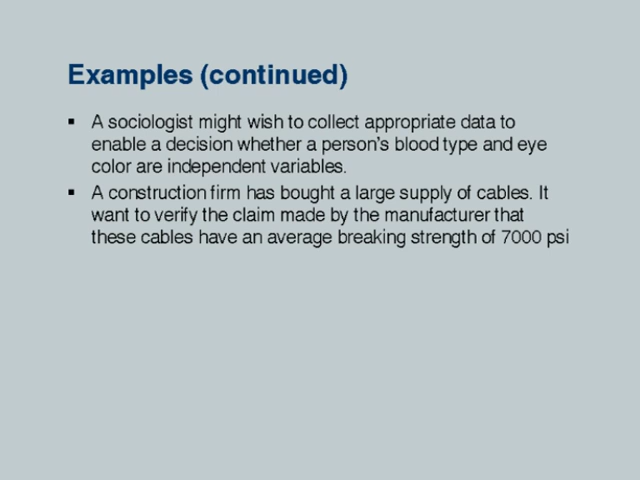 Examples (continued)
▪ A sociologist might wish to collect appropriate data to
enable a decision whether a person's blood type and eye
color are independent variables.
▪ A construction firm has bought a large supply of cables. It
want to verify the claim made by the manufacturer that
these cables have an average breaking strength of 7000 psi